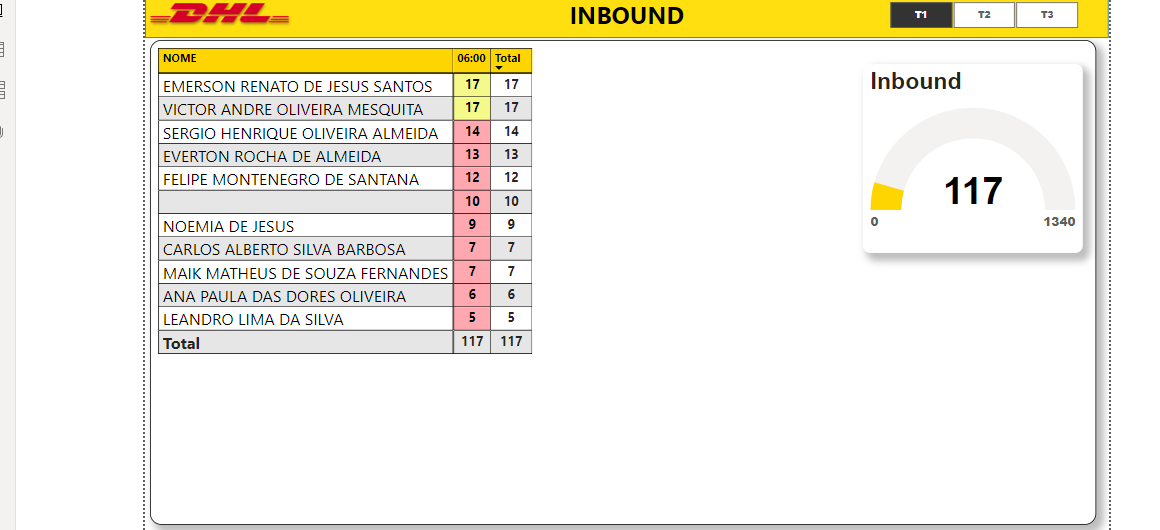 DHL
INBOUND
T1 T2 T3
NOME 06:00 Total
EMERSON RENATO DE JESUS SANTOS 17 17
VICTOR ANDRE OLIVEIRA MESQUITA 17 17
SERGIO HENRIQUE OLIVEIRA ALMEIDA 14 14
EVERTON ROCHA DE ALMEIDA 13 13
FELIPE MONTENEGRO DE SANTANA 12 12
10 10
NOEMIA DE JESUS 9 9
CARLOS ALBERTO SILVA BARBOSA 7 7
MAIK MATHEUS DE SOUZA FERNANDES 7 7
ANA PAULA DAS DORES OLIVEIRA 6 6
LEANDRO LIMA DA SILVA 5 5
Total 117 117
Inbound
117
0 1340